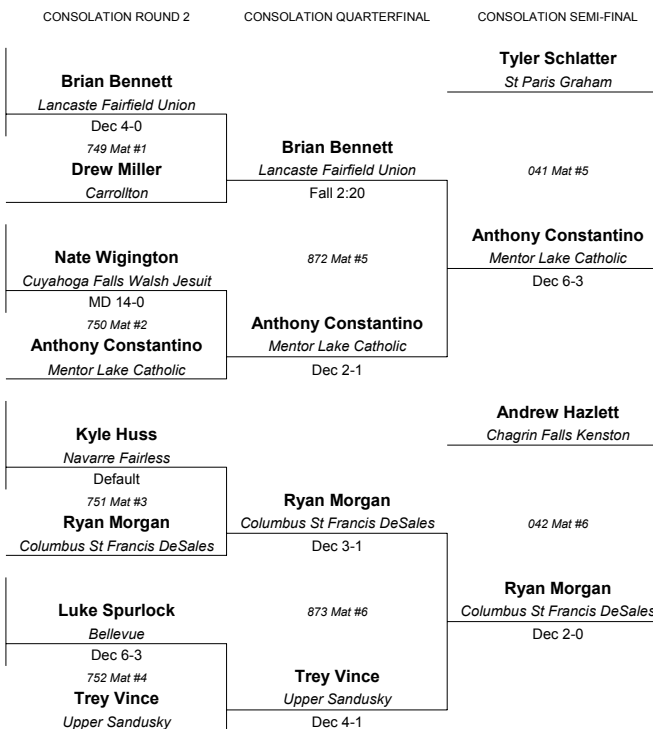 CONSOLATION ROUND 2
CONSOLATION QUARTERFINAL
CONSOLATION SEMI-FINAL
Brian Bennett
Lancaste Fairfield Union
Dec 4-0
749 Mat #1
Drew Miller
Carrollton
Nate Wigington
Cuyahoga Falls Walsh Jesuit
MD 14-0
750 Mat #2
Anthony Constantino
Mentor Lake Catholic
Kyle Huss
Navarre Fairless
Default
751 Mat #3
Ryan Morgan
Columbus St Francis DeSales
Luke Spurlock
Bellevue
Dec 6-3
752 Mat #4
Trey Vince
Upper Sandusky
Brian Bennett
Lancaste Fairfield Union
Fall 2:20
872 Mat #5
Anthony Constantino
Mentor Lake Catholic
Dec 2-1
Ryan Morgan
Columbus St Francis DeSales
Dec 3-1
873 Mat #6
Trey Vince
Upper Sandusky
Dec 4-1
Tyler Schlatter
St Paris Graham
041 Mat #5
Anthony Constantino
Mentor Lake Catholic
Dec 6-3
Andrew Hazlett
Chagrin Falls Kenston
042 Mat #6
Ryan Morgan
Columbus St Francis DeSales
Dec 2-0